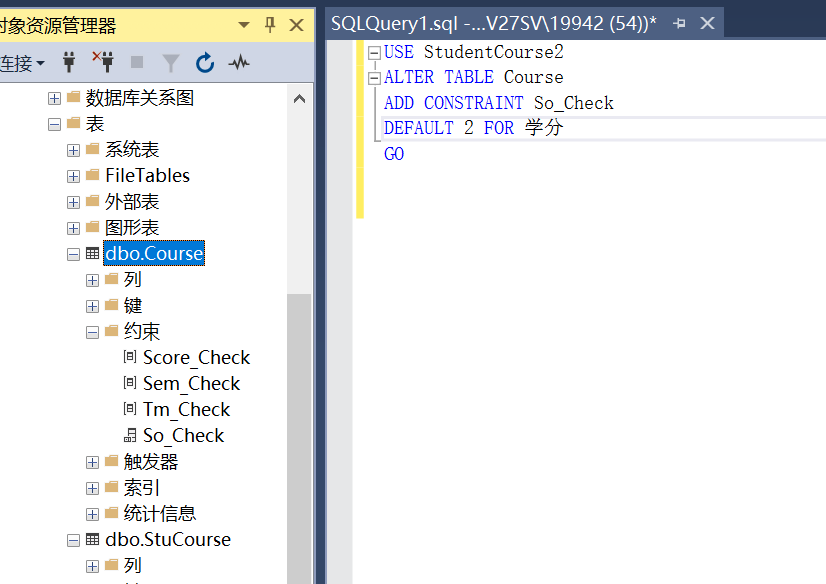 对象资源管理器
连接
数据库关系图
表
系统表
FileTables
外部表
图形表
dbo.Course
列
键
约束
Score_Check
Sem_Check
Tm_Check
So_Check
触发器
索引
统计信息
dbo.StuCourse
列
SQLQuery1.sql -...V27SV\19942 (54))*
USE StudentCourse2
ALTER TABLE Course
ADD CONSTRAINT So_Check
DEFAULT 2 FOR 学分
GO